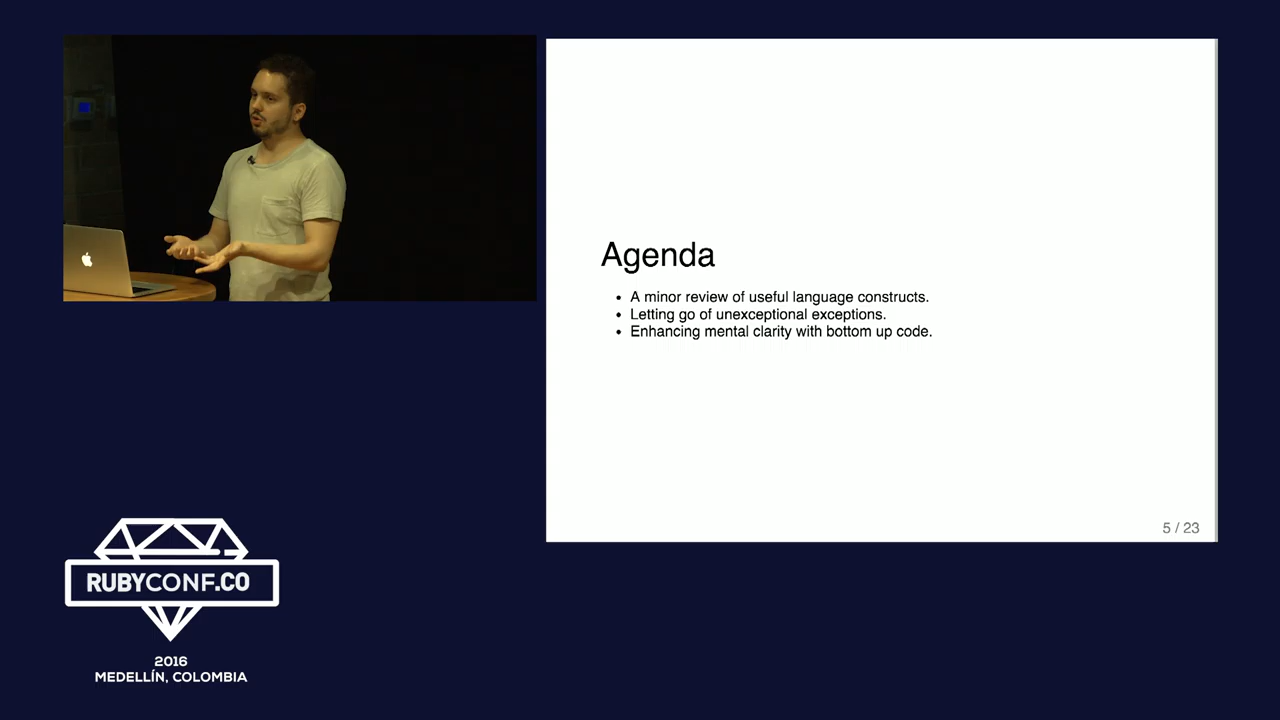 Agenda
• A minor review of useful language constructs.
• Letting go of unexceptional exceptions.
• Enhancing mental clarity with bottom up code.
5 / 23
RUBYCONF.CO
2016
MEDELLÍN, COLOMBIA